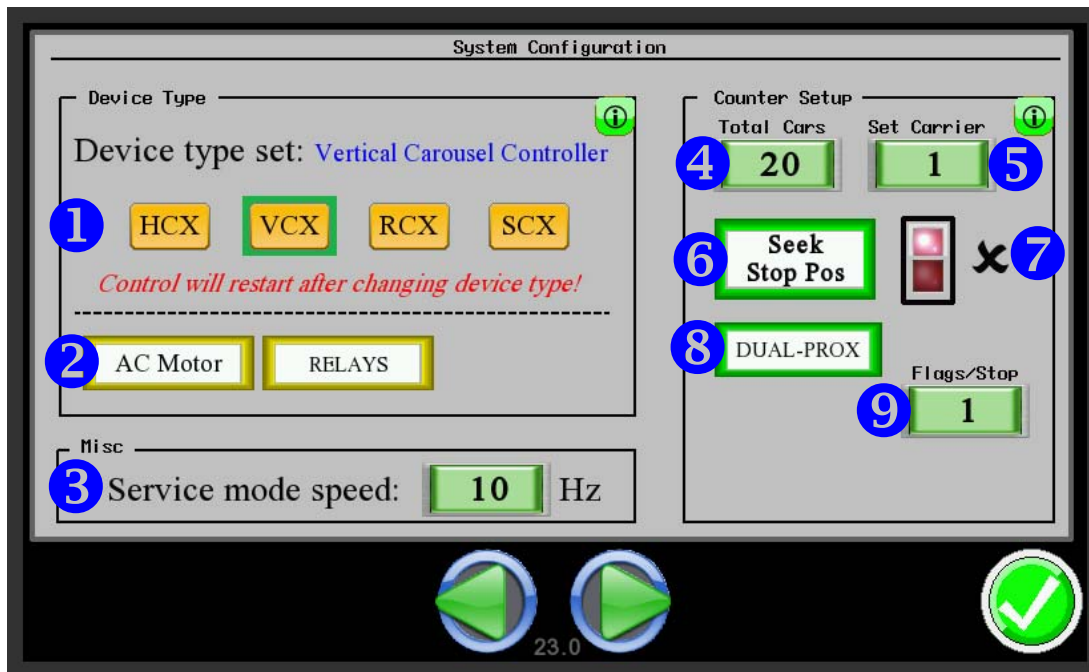 System Configuration
Device Type
Device type set: Vertical Carousel Controller
1 HCX VCX RCX SCX
Control will restart after changing device type!
2 AC Motor RELAYS
Misc
3 Service mode speed: 10 Hz
Counter Setup
Total Cars Set Carrier
4 20 1 5
6 Seek
Stop Pos 7
8 DUAL-PROX
Flags/Stop
9 1
23.0